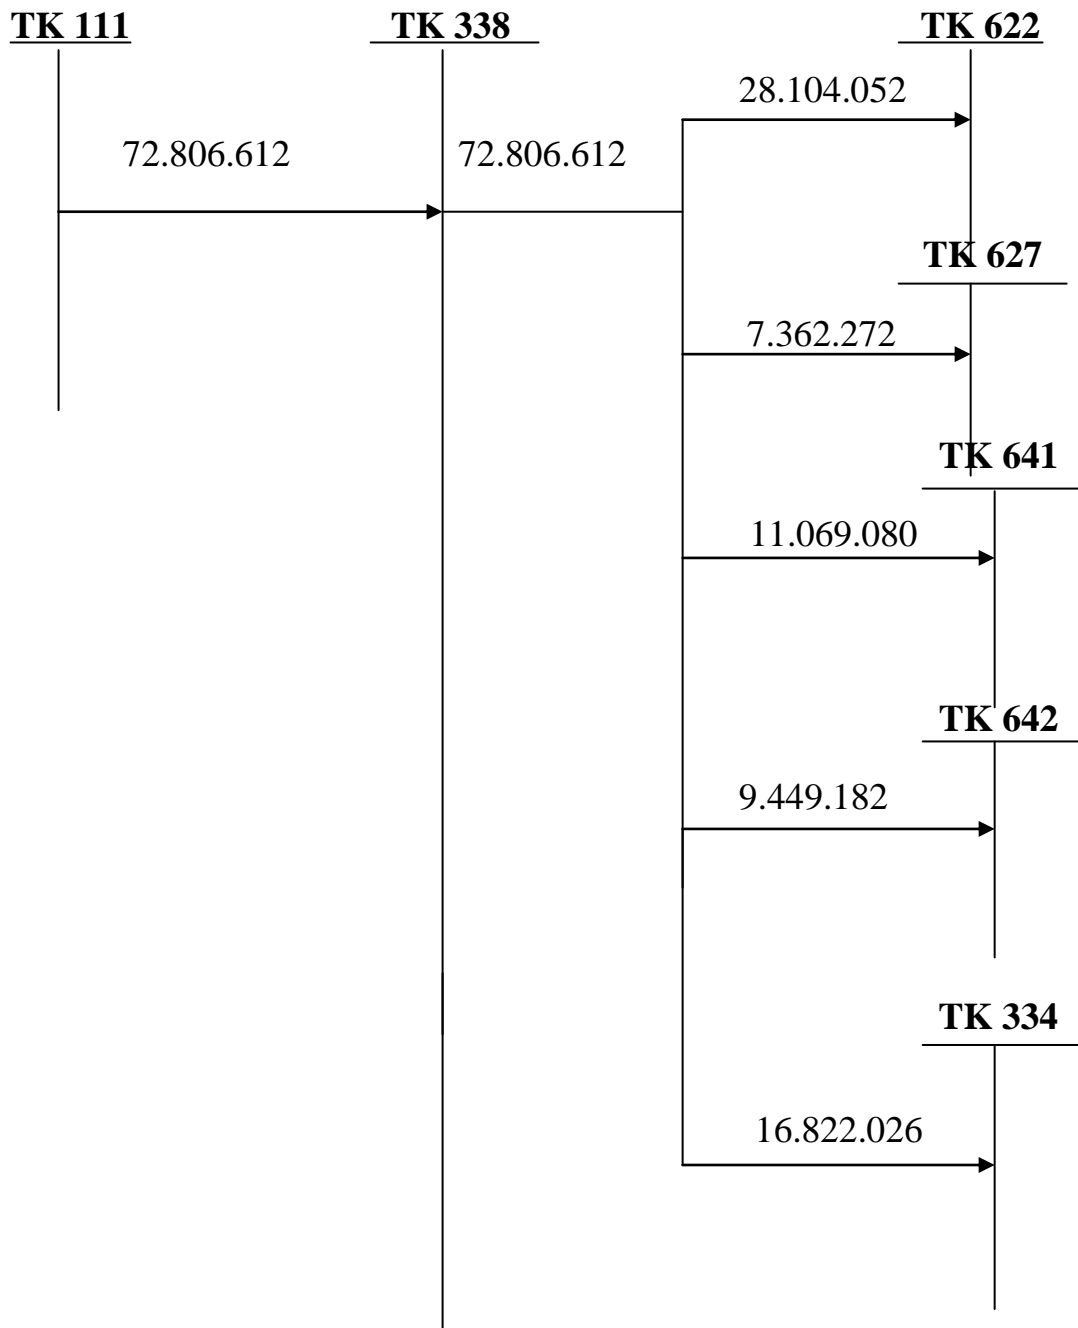 TK 111 TK 338 TK 622
28.104.052
72.806.612 72.806.612
TK 627
7.362.272
TK 641
11.069.080
TK 642
9.449.182
TK 334
16.822.026